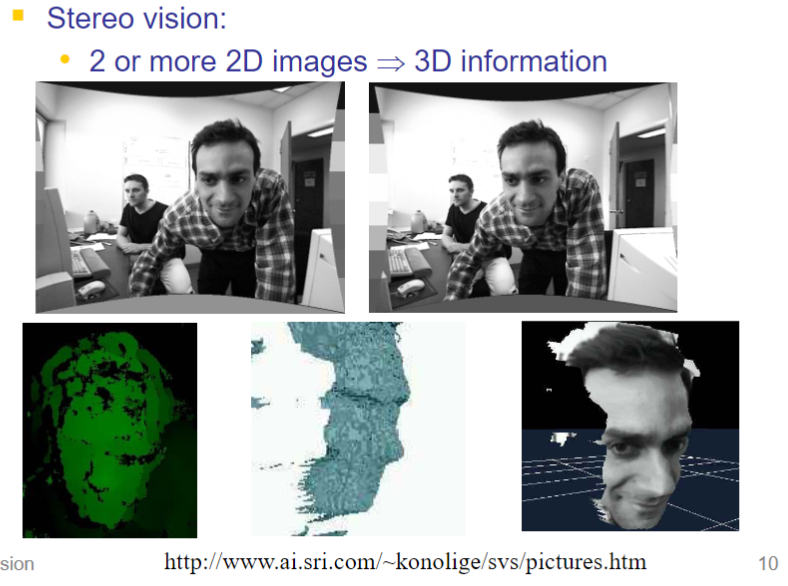 Stereo vision:
2 or more 2D images ⇒ 3D information
sion
http://www.ai.sri.com/~konolige/svs/pictures.htm
10